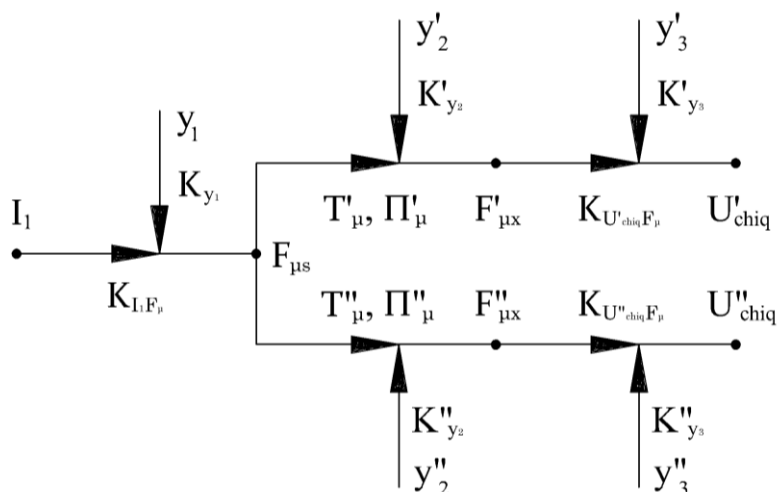 y'₂ y'₃
K'y₂ K'y₃
y₁
Ky₁
I₁
T'μ, Π'μ F'μx KU'chiqFμ U'chiq
Fμs
KI₁Fμ
T"μ, Π"μ F"μx KU"chiqFμ U"chiq
K"y₂ K"y₃
y"₂ y"₃